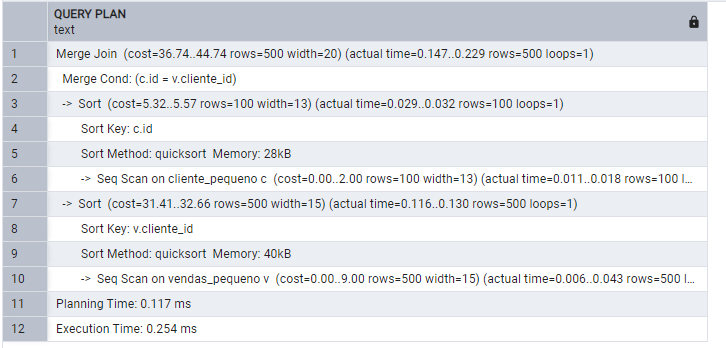 QUERY PLAN
text
1 Merge Join (cost=36.74..44.74 rows=500 width=20) (actual time=0.147..0.229 rows=500 loops=1)
2 Merge Cond: (c.id = v.cliente_id)
3 -> Sort (cost=5.32..5.57 rows=100 width=13) (actual time=0.029..0.032 rows=100 loops=1)
4 Sort Key: c.id
5 Sort Method: quicksort Memory: 28kB
6 -> Seq Scan on cliente_pequeno c (cost=0.00..2.00 rows=100 width=13) (actual time=0.011..0.018 rows=100 l...
7 -> Sort (cost=31.41..32.66 rows=500 width=15) (actual time=0.116..0.130 rows=500 loops=1)
8 Sort Key: v.cliente_id
9 Sort Method: quicksort Memory: 40kB
10 -> Seq Scan on vendas_pequeno v (cost=0.00..9.00 rows=500 width=15) (actual time=0.006..0.043 rows=500 l...
11 Planning Time: 0.117 ms
12 Execution Time: 0.254 ms